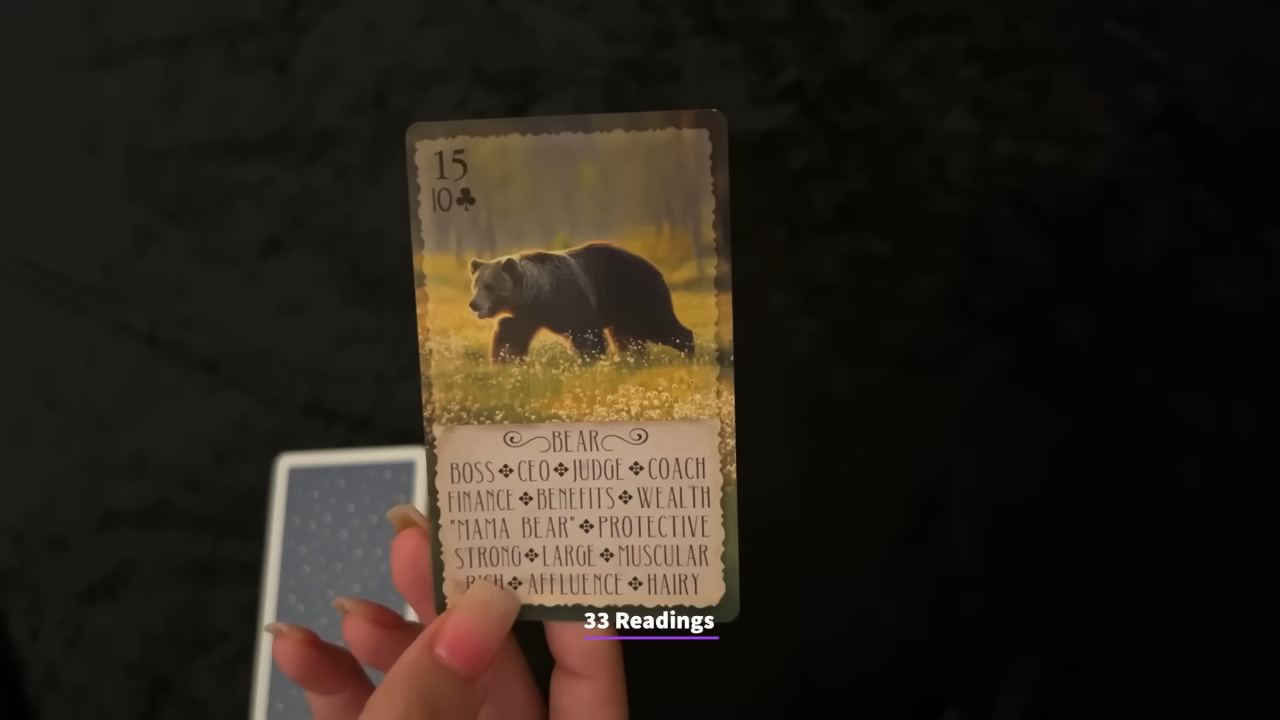 15
10♣
BEAR
BOSS ✥ CEO ✥ JUDGE ✥ COACH
FINANCE ✥ BENEFITS ✥ WEALTH
"MAMA BEAR" ✥ PROTECTIVE
STRONG ✥ LARGE ✥ MUSCULAR
RICH ✥ AFFLUENCE ✥ HAIRY
33 Readings